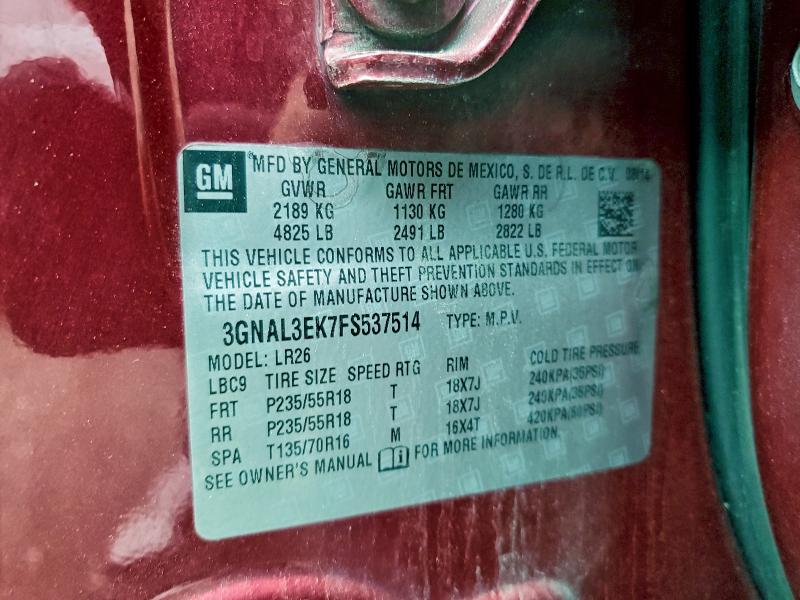 GM
MFD BY GENERAL MOTORS DE MEXICO, S. DE R.L. DE C.V.
GVWR GAWR FRT GAWR RR
2189 KG 1130 KG 1280 KG
4825 LB 2491 LB 2822 LB
THIS VEHICLE CONFORMS TO ALL APPLICABLE U.S. FEDERAL MOTOR
VEHICLE SAFETY AND THEFT PREVENTION STANDARDS IN EFFECT ON
THE DATE OF MANUFACTURE SHOWN ABOVE.
3GNAL3EK7FS537514 TYPE: M.P.V.
MODEL: LR26
LBC9 TIRE SIZE SPEED RTG RIM COLD TIRE PRESSURE
FRT P235/55R18 T 18X7J 240KPA(35PSI)
RR P235/55R18 T 18X7J 240KPA(35PSI)
SPA T135/70R16 M 16X4T 420KPA(60PSI)
SEE OWNER'S MANUAL FOR MORE INFORMATION.